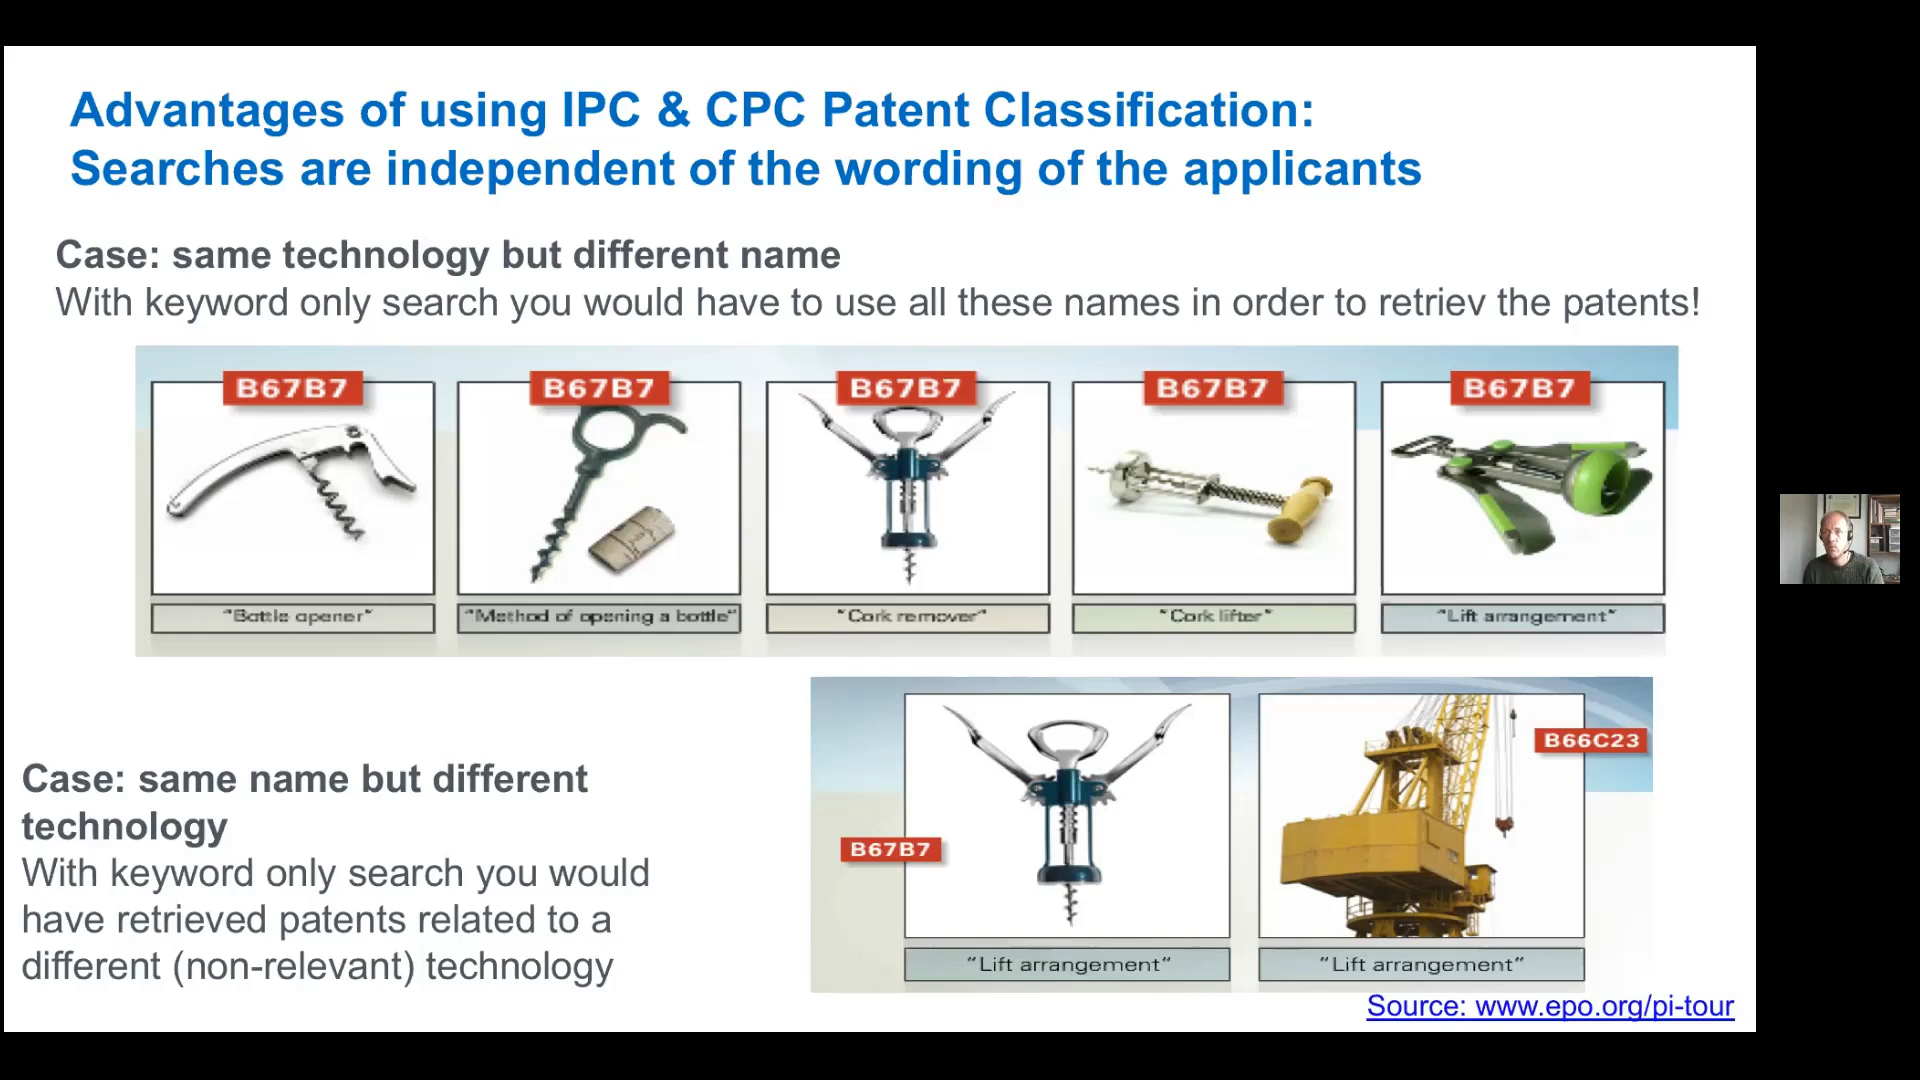 Advantages of using IPC & CPC Patent Classification:
Searches are independent of the wording of the applicants
Case: same technology but different name
With keyword only search you would have to use all these names in order to retriev the patents!
B67B7 B67B7 B67B7 B67B7 B67B7
"Bottle opener" "Method of opening a bottle" "Cork remover" "Cork lifter" "Lift arrangement"
Case: same name but different
technology
With keyword only search you would
have retrieved patents related to a
different (non-relevant) technology
B66C23
B67B7
"Lift arrangement" "Lift arrangement"
Source: www.epo.org/pi-tour